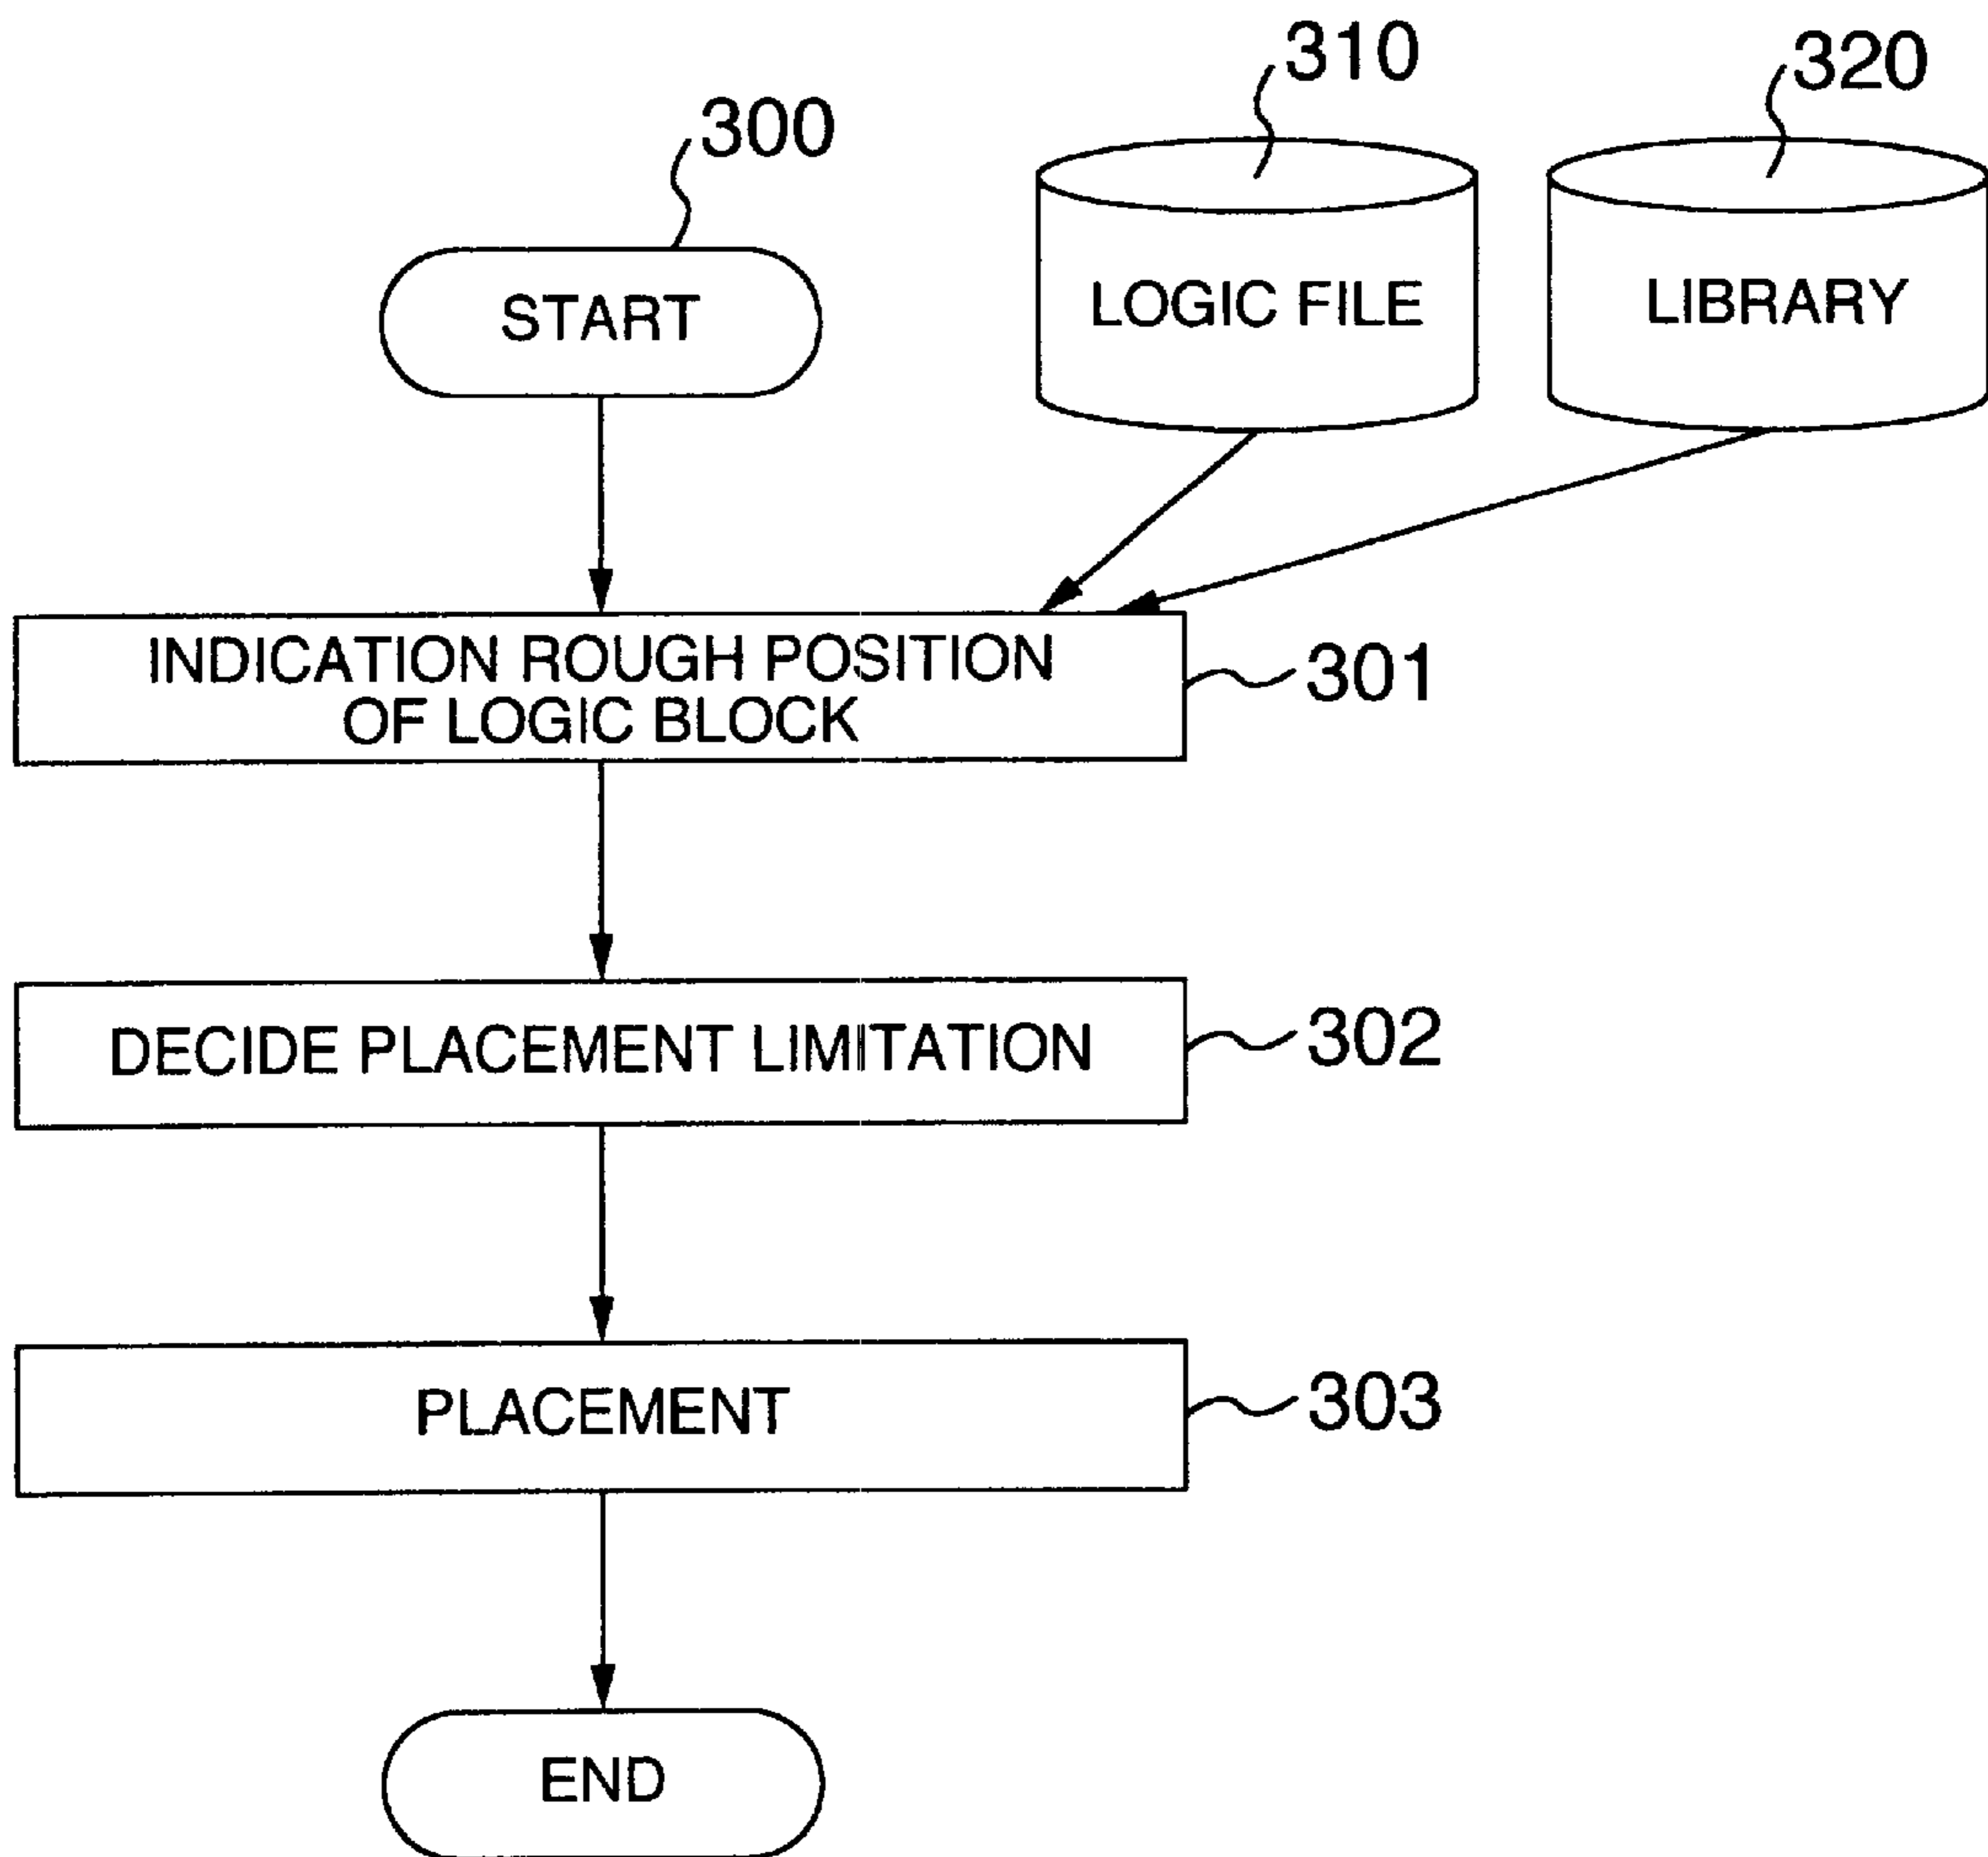 310
320
300
START
LOGIC FILE
LIBRARY
INDICATION ROUGH POSITION
OF LOGIC BLOCK
301
DECIDE PLACEMENT LIMITATION
302
PLACEMENT
303
END